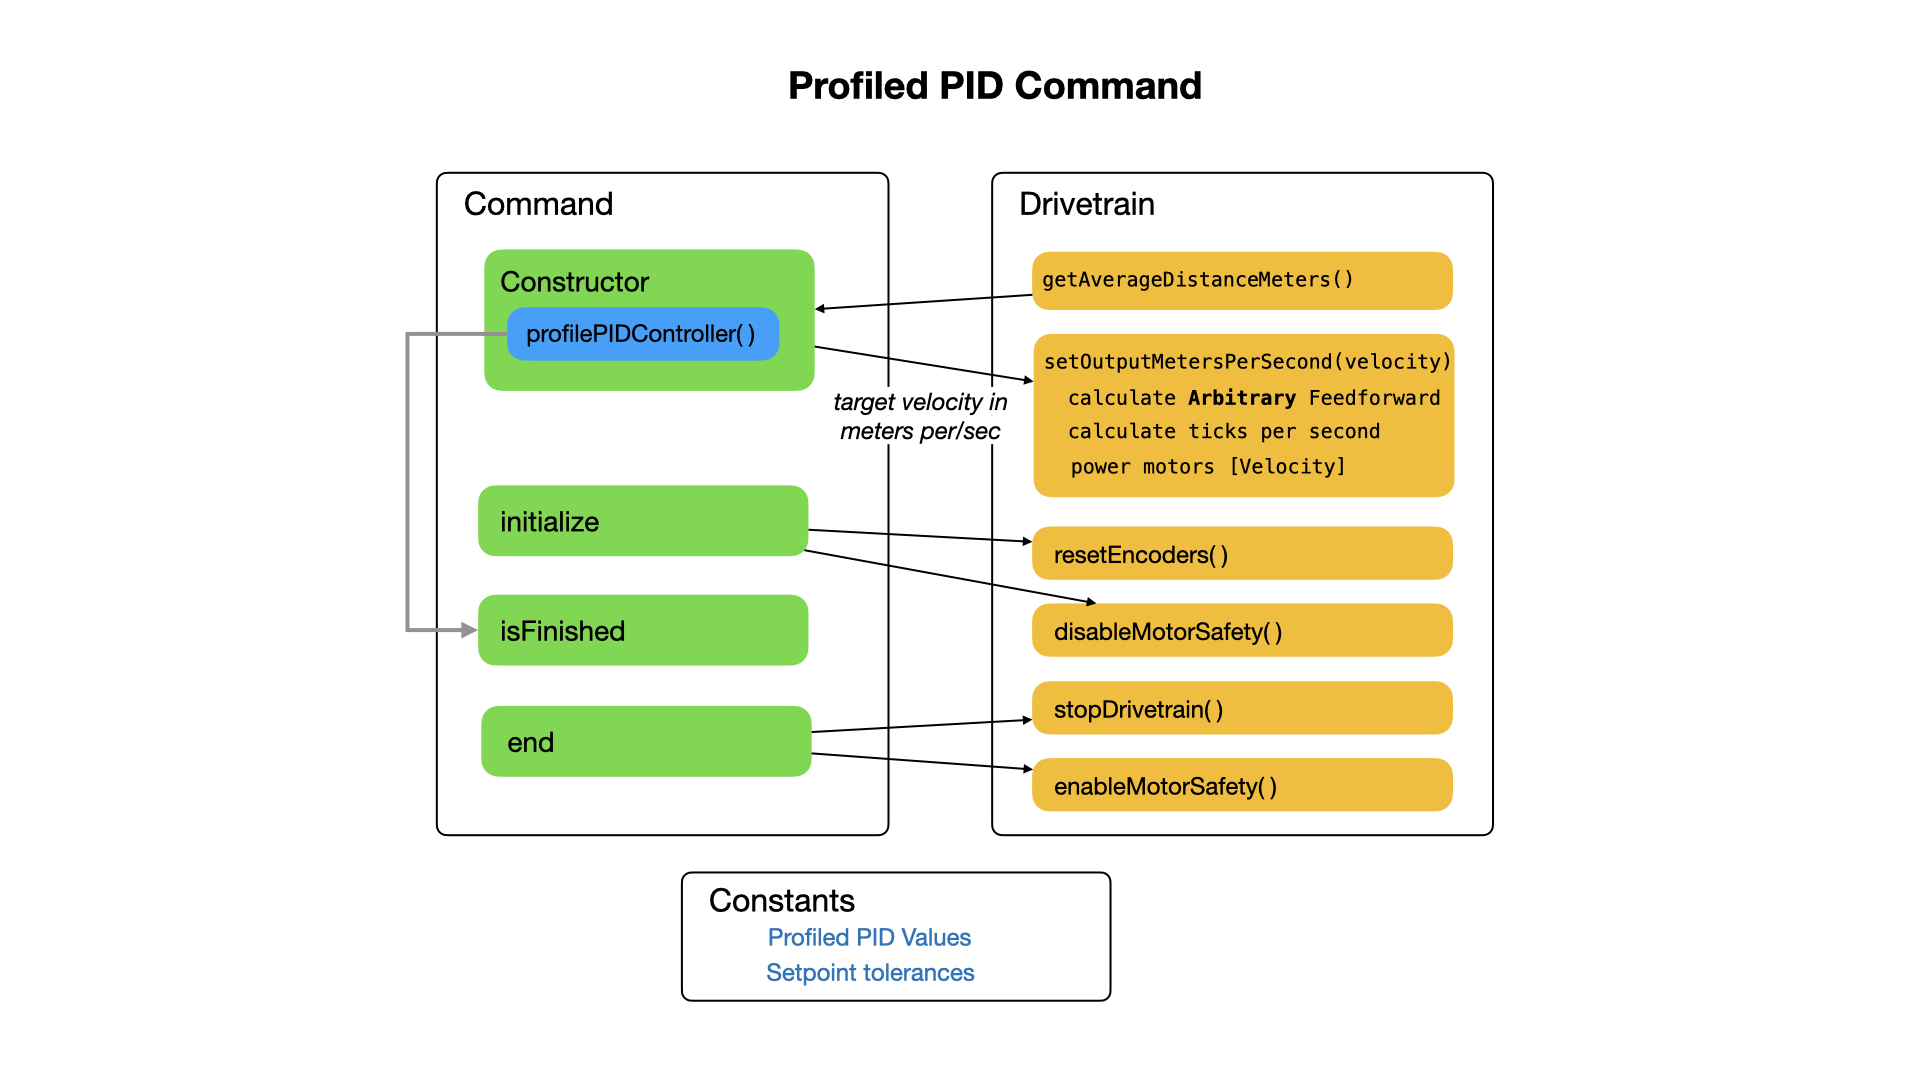 Profiled PID Command
Command
Constructor
profilePIDController()
initialize
isFinished
end
target velocity in
meters per/sec
Drivetrain
getAverageDistanceMeters()
setOutputMetersPerSecond(velocity)
calculate Arbitrary Feedforward
calculate ticks per second
power motors [Velocity]
resetEncoders()
disableMotorSafety()
stopDrivetrain()
enableMotorSafety()
Constants
Profiled PID Values
Setpoint tolerances